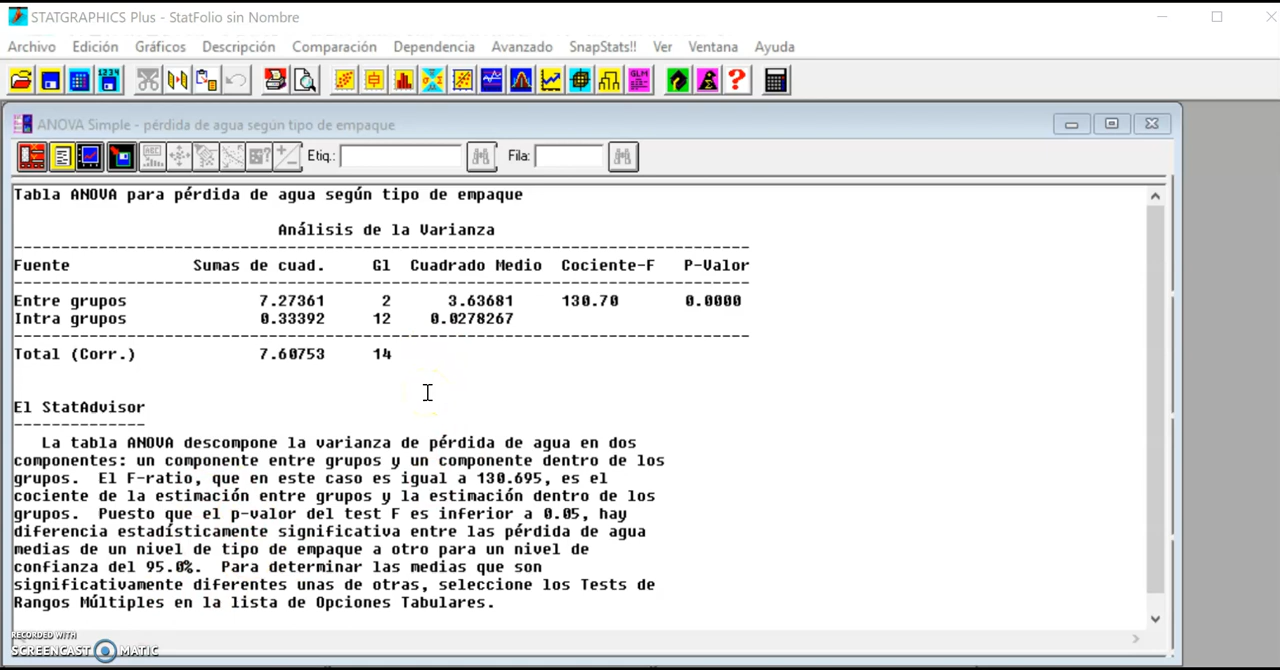 STATGRAPHICS Plus - StatFolio sin Nombre
Archivo Edición Gráficos Descripción Comparación Dependencia Avanzado SnapStats!! Ver Ventana Ayuda
1234 GLM ?
ANOVA Simple - pérdida de agua según tipo de empaque
Etiq.: Fila:
Tabla ANOVA para pérdida de agua según tipo de empaque
Análisis de la Varianza
--------------------------------------------------------------------------------
Fuente Sumas de cuad. Gl Cuadrado Medio Cociente-F P-Valor
--------------------------------------------------------------------------------
Entre grupos 7.27361 2 3.63681 130.70 0.0000
Intra grupos 0.33392 12 0.0278267
--------------------------------------------------------------------------------
Total (Corr.) 7.60753 14
El StatAdvisor
--------------
La tabla ANOVA descompone la varianza de pérdida de agua en dos
componentes: un componente entre grupos y un componente dentro de los
grupos. El F-ratio, que en este caso es igual a 130.695, es el
cociente de la estimación entre grupos y la estimación dentro de los
grupos. Puesto que el p-valor del test F es inferior a 0.05, hay
diferencia estadísticamente significativa entre las pérdida de agua
medias de un nivel de tipo de empaque a otro para un nivel de
confianza del 95.0%. Para determinar las medias que son
significativamente diferentes unas de otras, seleccione los Tests de
Rangos Múltiples en la lista de Opciones Tabulares.
RECORDED WITH
SCREENCAST MATIC